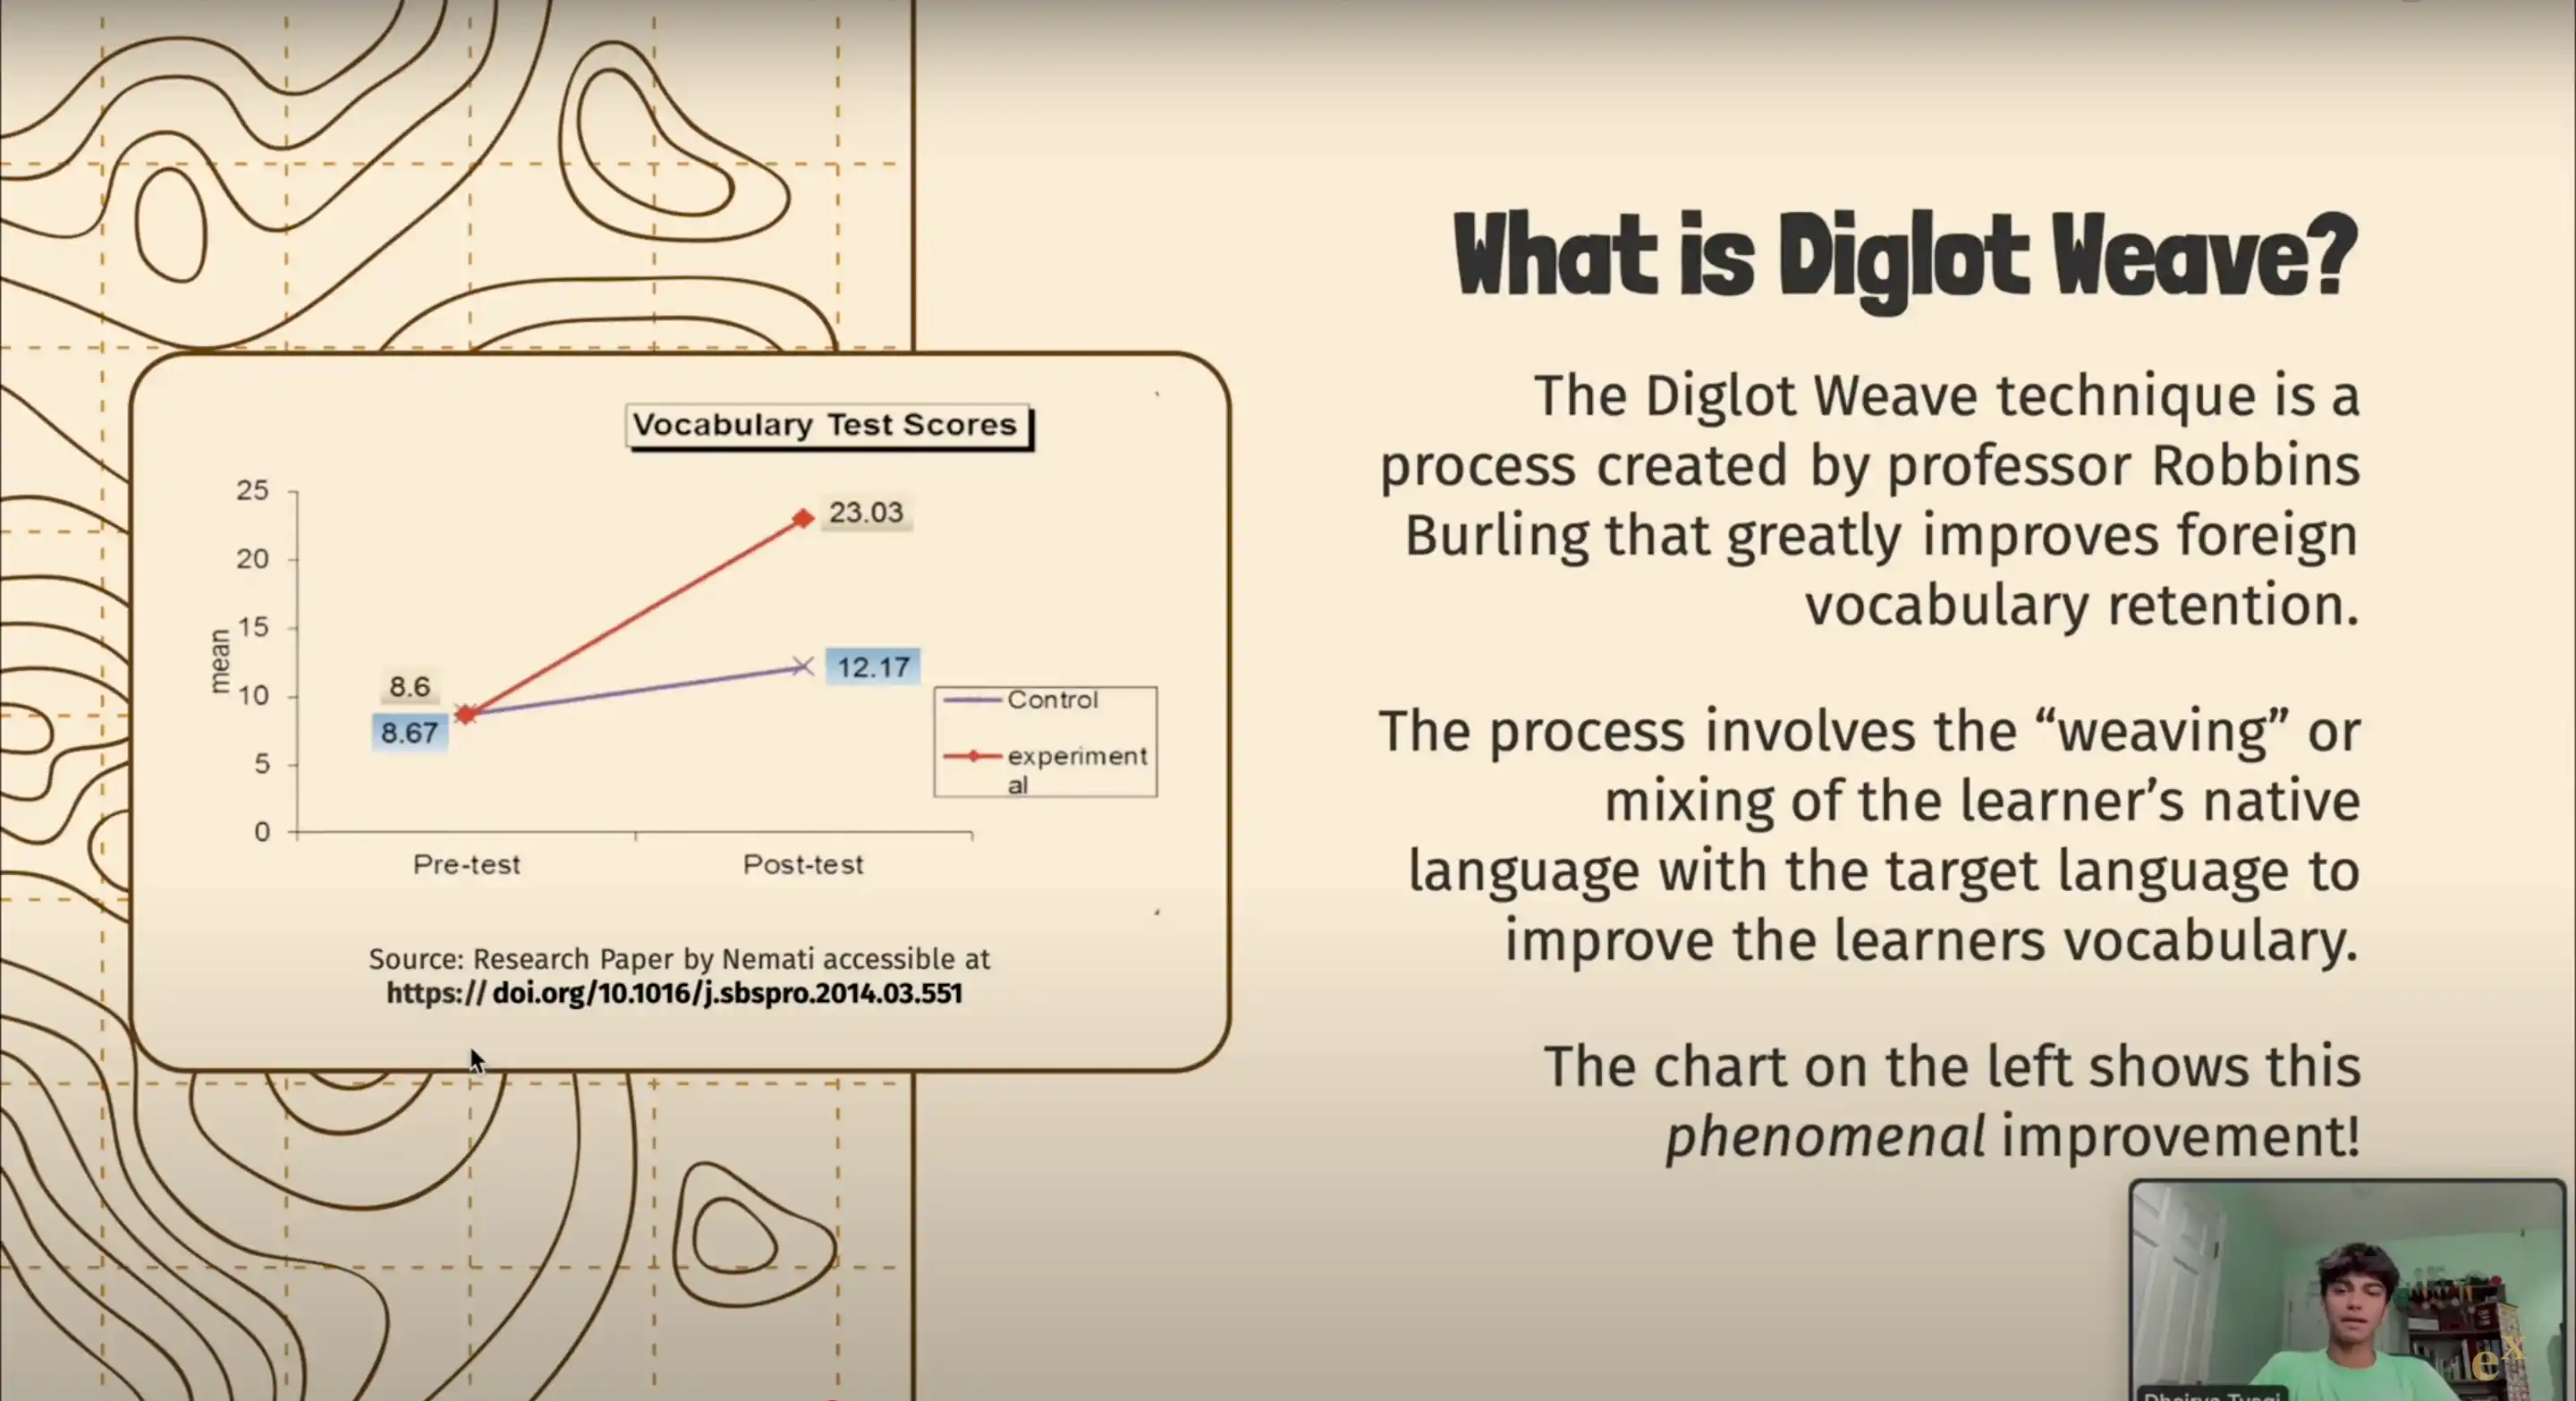 What is Diglot Weave?
The Diglot Weave technique is a
process created by professor Robbins
Burling that greatly improves foreign
vocabulary retention.
The process involves the “weaving” or
mixing of the learner’s native
language with the target language to
improve the learners vocabulary.
The chart on the left shows this
phenomenal improvement!
Vocabulary Test Scores
mean
25
20
15
10
5
0
23.03
12.17
8.6
8.67
Control
experiment
al
Pre-test
Post-test
Source: Research Paper by Nemati accessible at
https:// doi.org/10.1016/j.sbspro.2014.03.551
ex